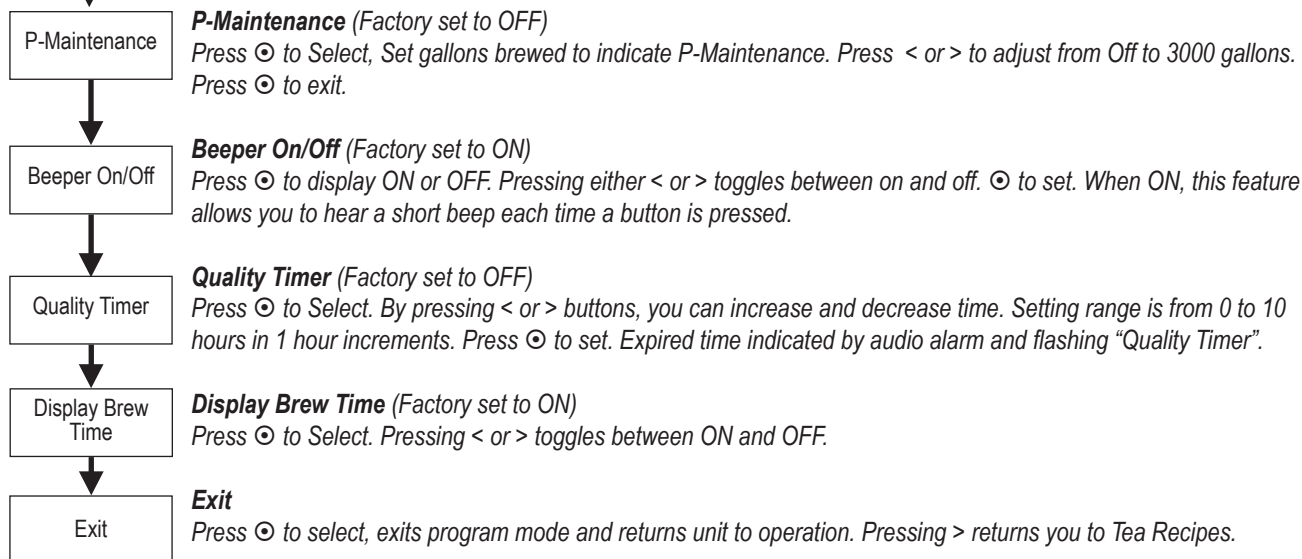 P-Maintenance
P-Maintenance (Factory set to OFF)
Press ⊙ to Select, Set gallons brewed to indicate P-Maintenance. Press < or > to adjust from Off to 3000 gallons.
Press ⊙ to exit.
Beeper On/Off
Beeper On/Off (Factory set to ON)
Press ⊙ to display ON or OFF. Pressing either < or > toggles between on and off. ⊙ to set. When ON, this feature
allows you to hear a short beep each time a button is pressed.
Quality Timer
Quality Timer (Factory set to OFF)
Press ⊙ to Select. By pressing < or > buttons, you can increase and decrease time. Setting range is from 0 to 10
hours in 1 hour increments. Press ⊙ to set. Expired time indicated by audio alarm and flashing “Quality Timer”.
Display Brew
Time
Display Brew Time (Factory set to ON)
Press ⊙ to Select. Pressing < or > toggles between ON and OFF.
Exit
Exit
Press ⊙ to select, exits program mode and returns unit to operation. Pressing > returns you to Tea Recipes.